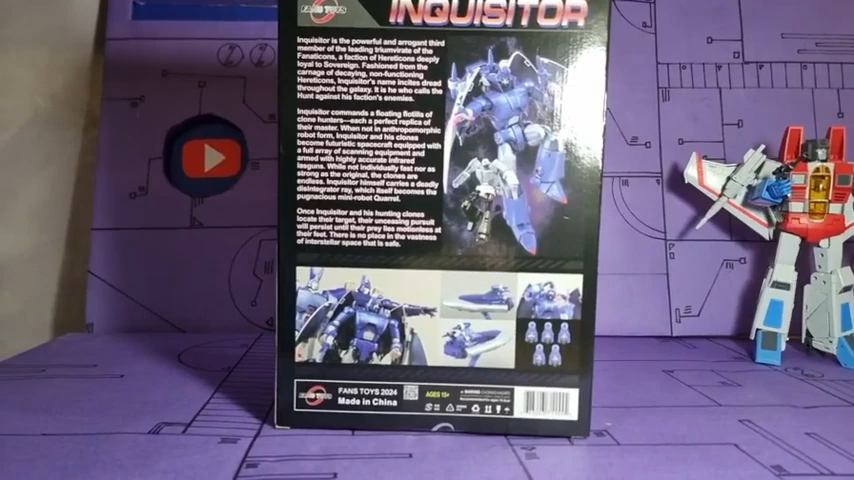 FANS TOYS
INQUISITOR
Inquisitor is the powerful and arrogant third
member of the leading triumvirate of the
Fanaticons, a faction of Hereticons deeply
loyal to Sovereign. Fashioned from the
carnage of decaying, non-functioning
Hereticons, Inquisitor's name incites dread
throughout the galaxy. It is he who calls the
Hunt against his faction's enemies.
Inquisitor commands a floating flotilla of
clone hunters—each a perfect replica of
their master. When not in anthropomorphic
robot form, Inquisitor and his clones
become futuristic spacecraft equipped with
a full array of scanning equipment and
armed with highly accurate infrared
lasguns. While not individually fast nor as
strong as the original, the clones are
endless. Inquisitor himself carries a deadly
disintegrator ray, which itself becomes the
pugnacious mini-robot Quarrel.
Once Inquisitor and his hunting clones
locate their target, their unceasing pursuit
will persist until their prey lies motionless at
their feet. There is no place in the vastness
of interstellar space that is safe.
FANS TOYS
FANS TOYS 2024
Made in China
AGES 15+
WARNING